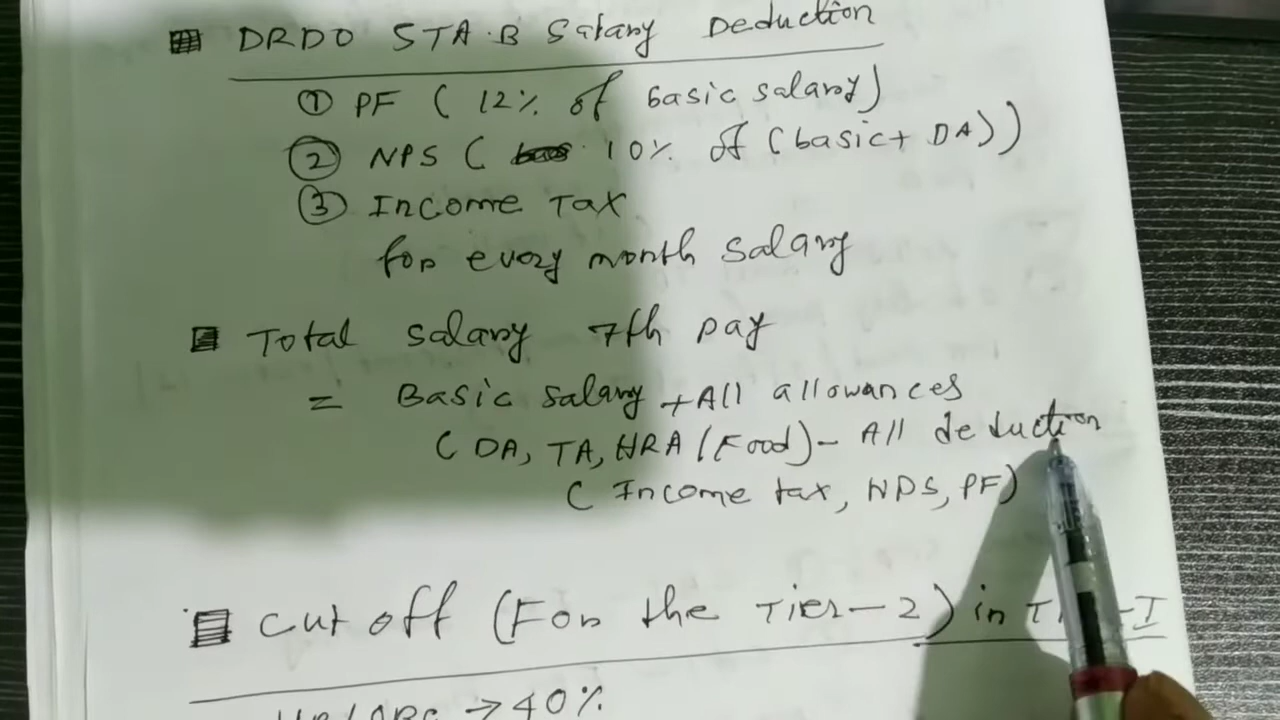 DRDO STA.B Salary Deduction
① PF ( 12% of basic salary)
② NPS ( 10% of (basic + DA))
③ Income Tax
for every month salary
Total salary 7th pay
= Basic salary + All allowances
( DA, TA, HRA (Food) - All deduction
( Income tax, NPS, PF)
Cut off (For the Tier-2) in
40%